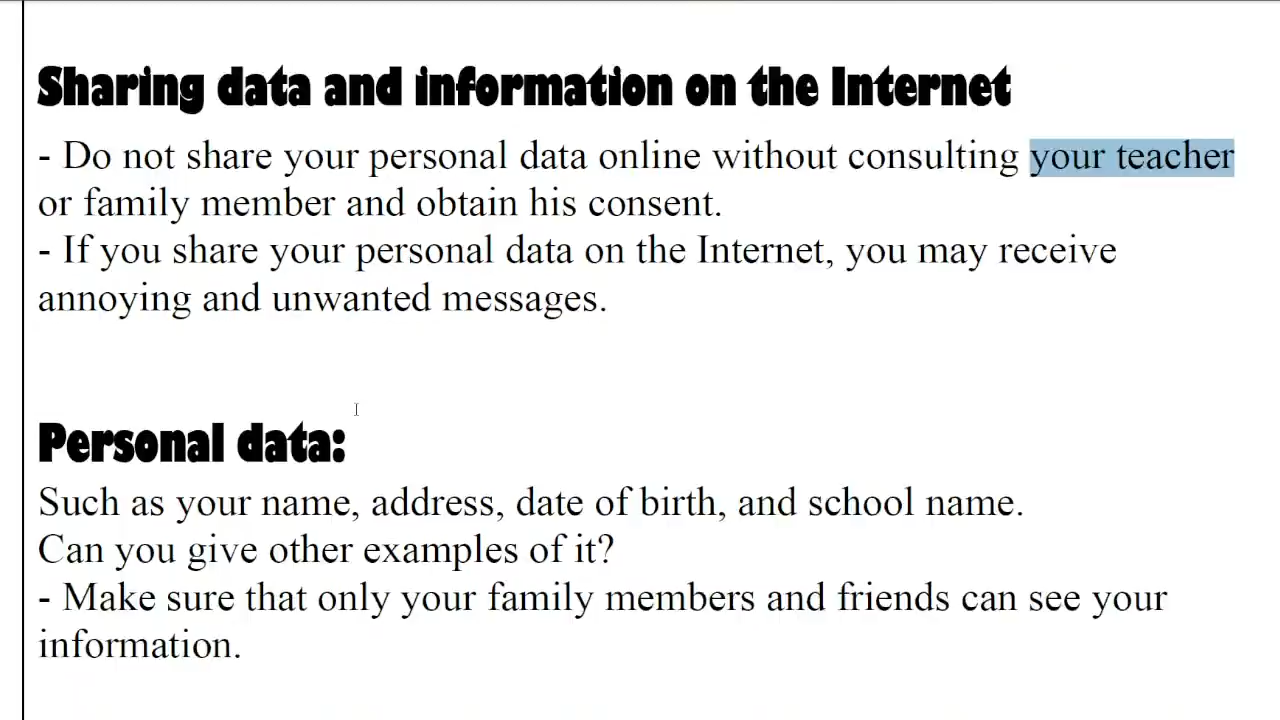 Sharing data and information on the Internet
- Do not share your personal data online without consulting your teacher
or family member and obtain his consent.
- If you share your personal data on the Internet, you may receive
annoying and unwanted messages.
Personal data:
Such as your name, address, date of birth, and school name.
Can you give other examples of it?
- Make sure that only your family members and friends can see your
information.